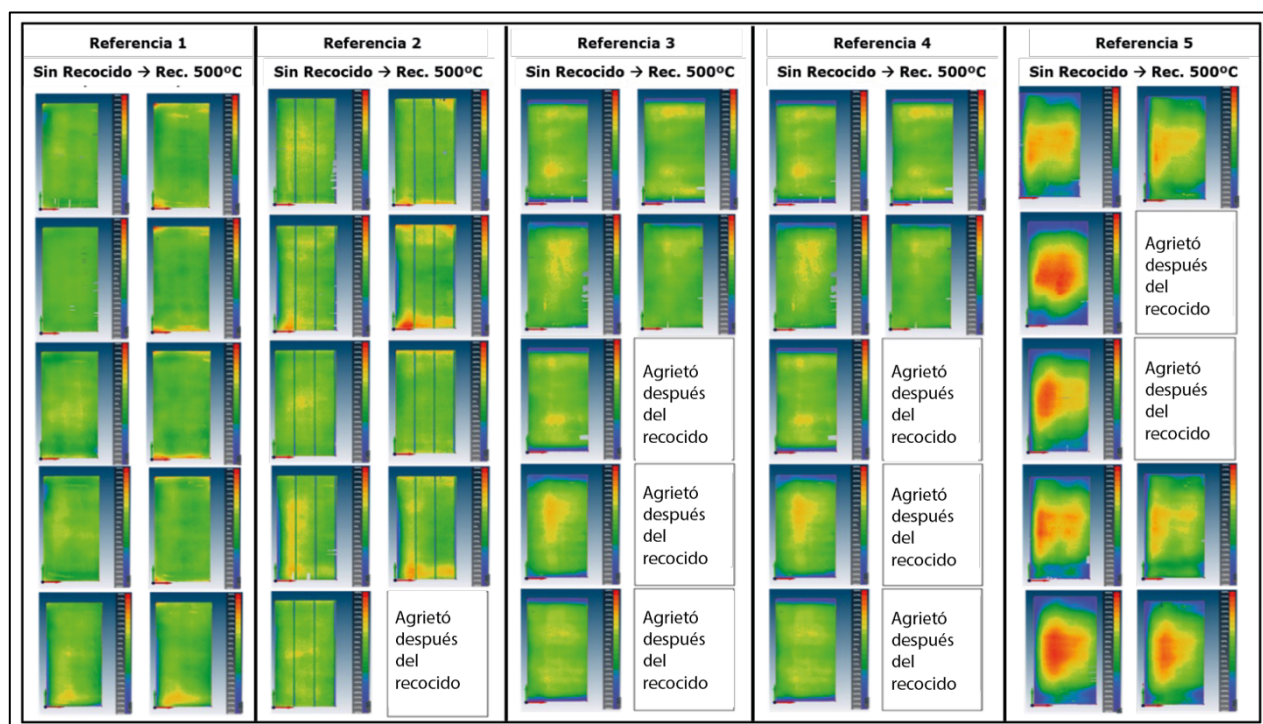 Referencia 1
Referencia 2
Referencia 3
Referencia 4
Referencia 5
Sin Recocido → Rec. 500ºC
Sin Recocido → Rec. 500ºC
Sin Recocido → Rec. 500ºC
Sin Recocido → Rec. 500ºC
Sin Recocido → Rec. 500ºC
Agrietó
después
del
recocido
Agrietó
después
del
recocido
Agrietó
después
del
recocido
Agrietó
después
del
recocido
Agrietó
después
del
recocido
Agrietó
después
del
recocido
Agrietó
después
del
recocido
Agrietó
después
del
recocido
Agrietó
después
del
recocido